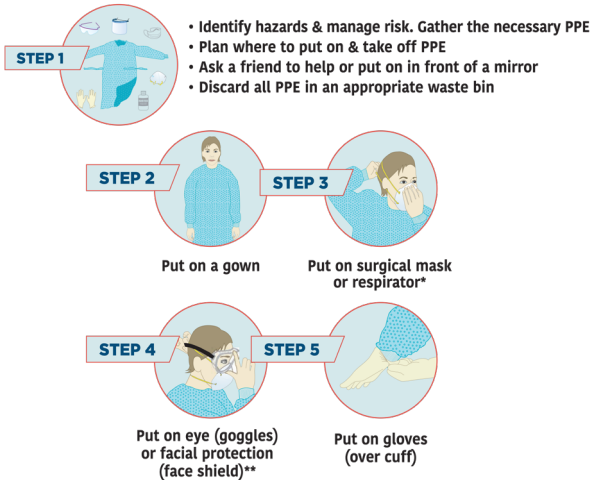 STEP 1
• Identify hazards & manage risk. Gather the necessary PPE
• Plan where to put on & take off PPE
• Ask a friend to help or put on in front of a mirror
• Discard all PPE in an appropriate waste bin
STEP 2
Put on a gown
STEP 3
Put on surgical mask
or respirator*
STEP 4
Put on eye (goggles)
or facial protection
(face shield)**
STEP 5
Put on gloves
(over cuff)